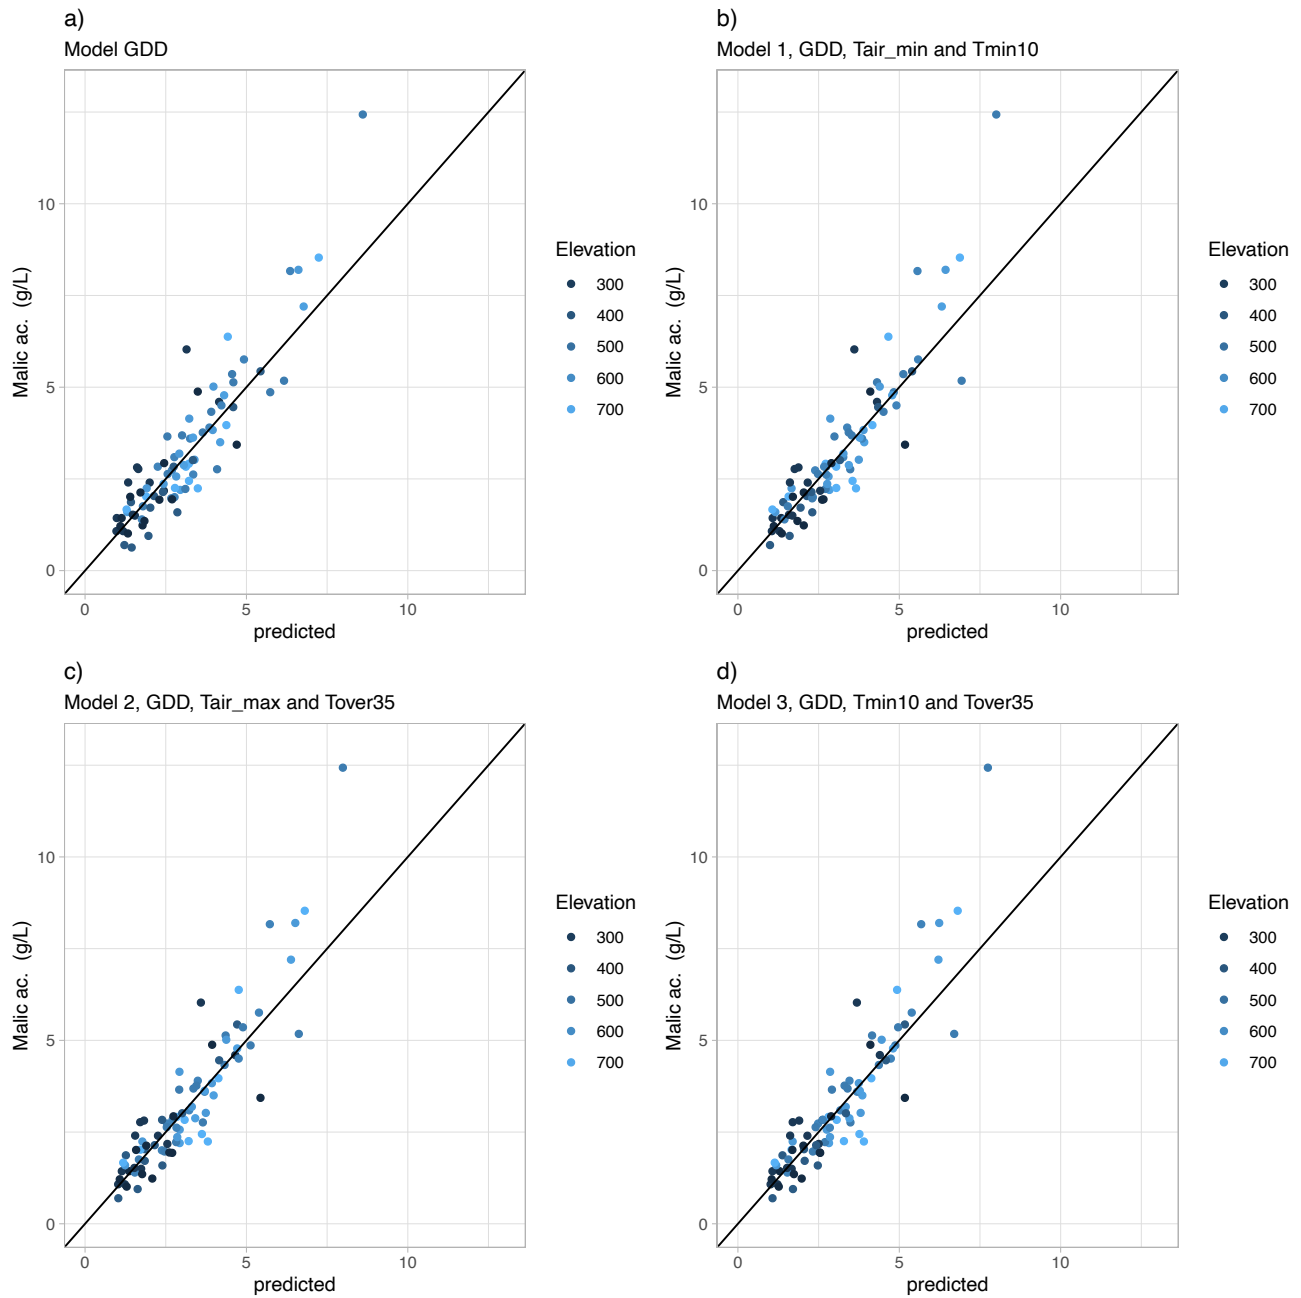 a)
Model GDD
Malic ac.  (g/L)
10
5
0
0 5 10
predicted
Elevation
300
400
500
600
700
b)
Model 1, GDD, Tair_min and Tmin10
Malic ac.  (g/L)
10
5
0
0 5 10
predicted
Elevation
300
400
500
600
700
c)
Model 2, GDD, Tair_max and Tover35
Malic ac.  (g/L)
10
5
0
0 5 10
predicted
Elevation
300
400
500
600
700
d)
Model 3, GDD, Tmin10 and Tover35
Malic ac.  (g/L)
10
5
0
0 5 10
predicted
Elevation
300
400
500
600
700